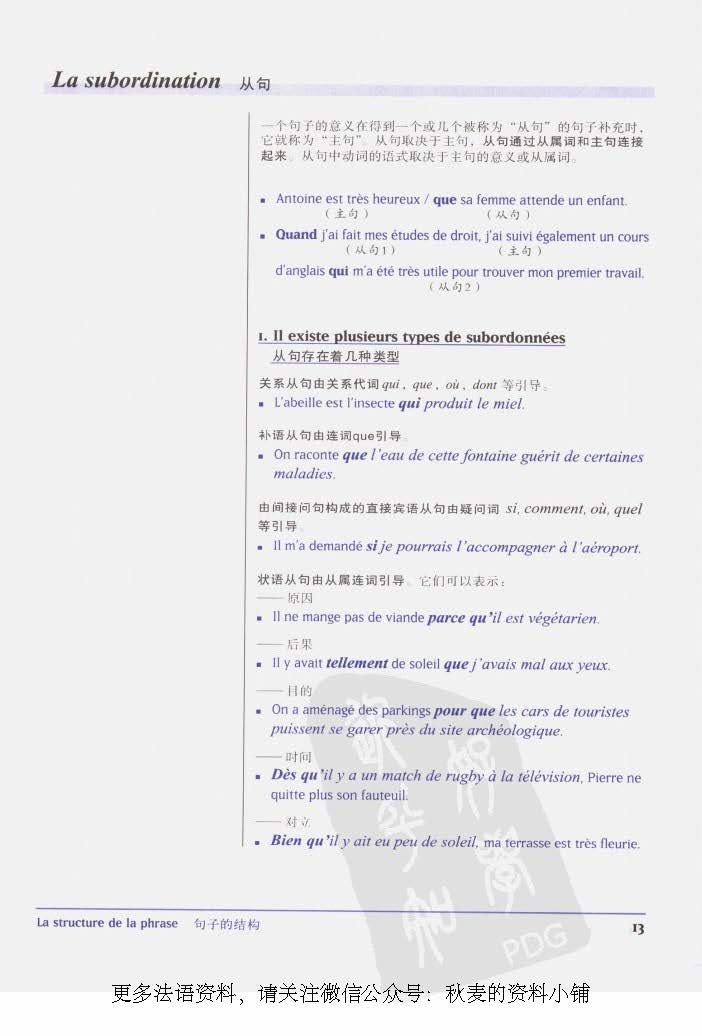 La subordination 从句
一个句子的意义在得到一个或几个被称为“从句”的句子补充时，
它就称为“主句”。从句取决于主句，从句通过从属词和主句连接
起来。从句中动词的语式取决于主句的意义或从属词。
▪ Antoine est très heureux / que sa femme attende un enfant.
（主句） （从句）
▪ Quand j'ai fait mes études de droit, j'ai suivi également un cours
（从句1） （主句）
d'anglais qui m'a été très utile pour trouver mon premier travail.
（从句2）
1. Il existe plusieurs types de subordonnées
从句存在着几种类型
关系从句由关系代词 qui，que，où，dont 等引导。
▪ L'abeille est l'insecte qui produit le miel.
补语从句由连词que引导。
▪ On raconte que l'eau de cette fontaine guérit de certaines
maladies.
由间接问句构成的直接宾语从句由疑问词 si, comment, où, quel
等引导。
▪ Il m'a demandé si je pourrais l'accompagner à l'aéroport.
状语从句由从属连词引导。它们可以表示：
——原因
▪ Il ne mange pas de viande parce qu'il est végétarien.
——后果
▪ Il y avait tellement de soleil que j'avais mal aux yeux.
——目的
▪ On a aménagé des parkings pour que les cars de touristes
puissent se garer près du site archéologique.
——时间
▪ Dès qu'il y a un match de rugby à la télévision, Pierre ne
quitte plus son fauteuil.
——对立
▪ Bien qu'il y ait eu peu de soleil, ma terrasse est très fleurie.
PDG
La structure de la phrase 句子的结构 13
更多法语资料，请关注微信公众号：秋麦的资料小铺